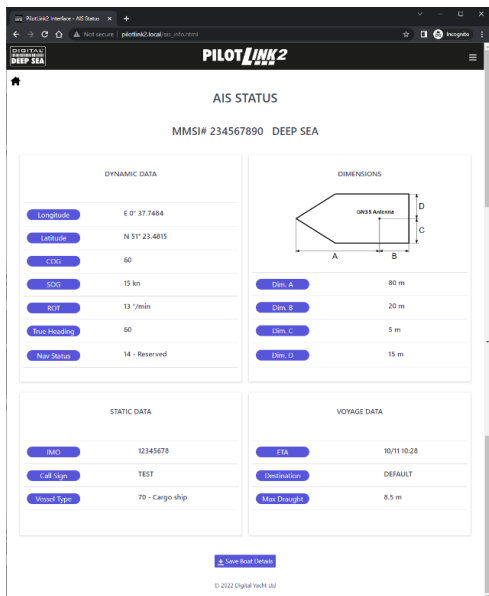 PilotLink2 Interface - AIS Status
Incognito
Not secure | pilotlink2.local/ais_info.html
DIGITAL
DEEP SEA
PILOTLINK2
AIS STATUS
MMSI# 234567890 DEEP SEA
DYNAMIC DATA
Longitude E 0° 37.7484
Latitude N 51° 23.4815
COG 60
SOG 15 kn
ROT 13 °/min
True Heading 60
Nav Status 14 - Reserved
DIMENSIONS
GNSS Antenna
D
C
A B
Dim. A 80 m
Dim. B 20 m
Dim. C 5 m
Dim. D 15 m
STATIC DATA
IMO 12345678
Call Sign TEST
Vessel Type 70 - Cargo ship
VOYAGE DATA
ETA 10/11 10:28
Destination DEFAULT
Max Draught 8.5 m
Save Boat Details
© 2022 Digital Yacht Ltd